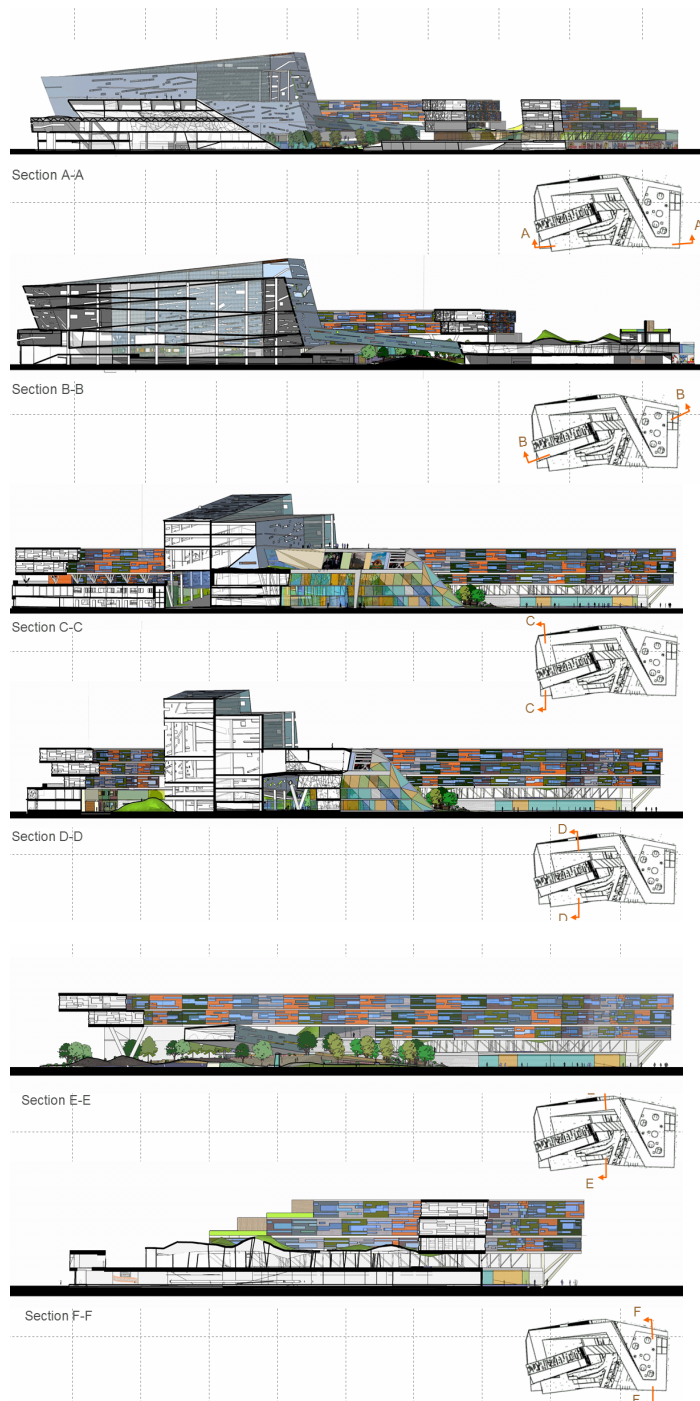 Section A-A
A
A
Section B-B
B
B
Section C-C
C
C
Section D-D
D
D
Section E-E
E
Section F-F
F
F